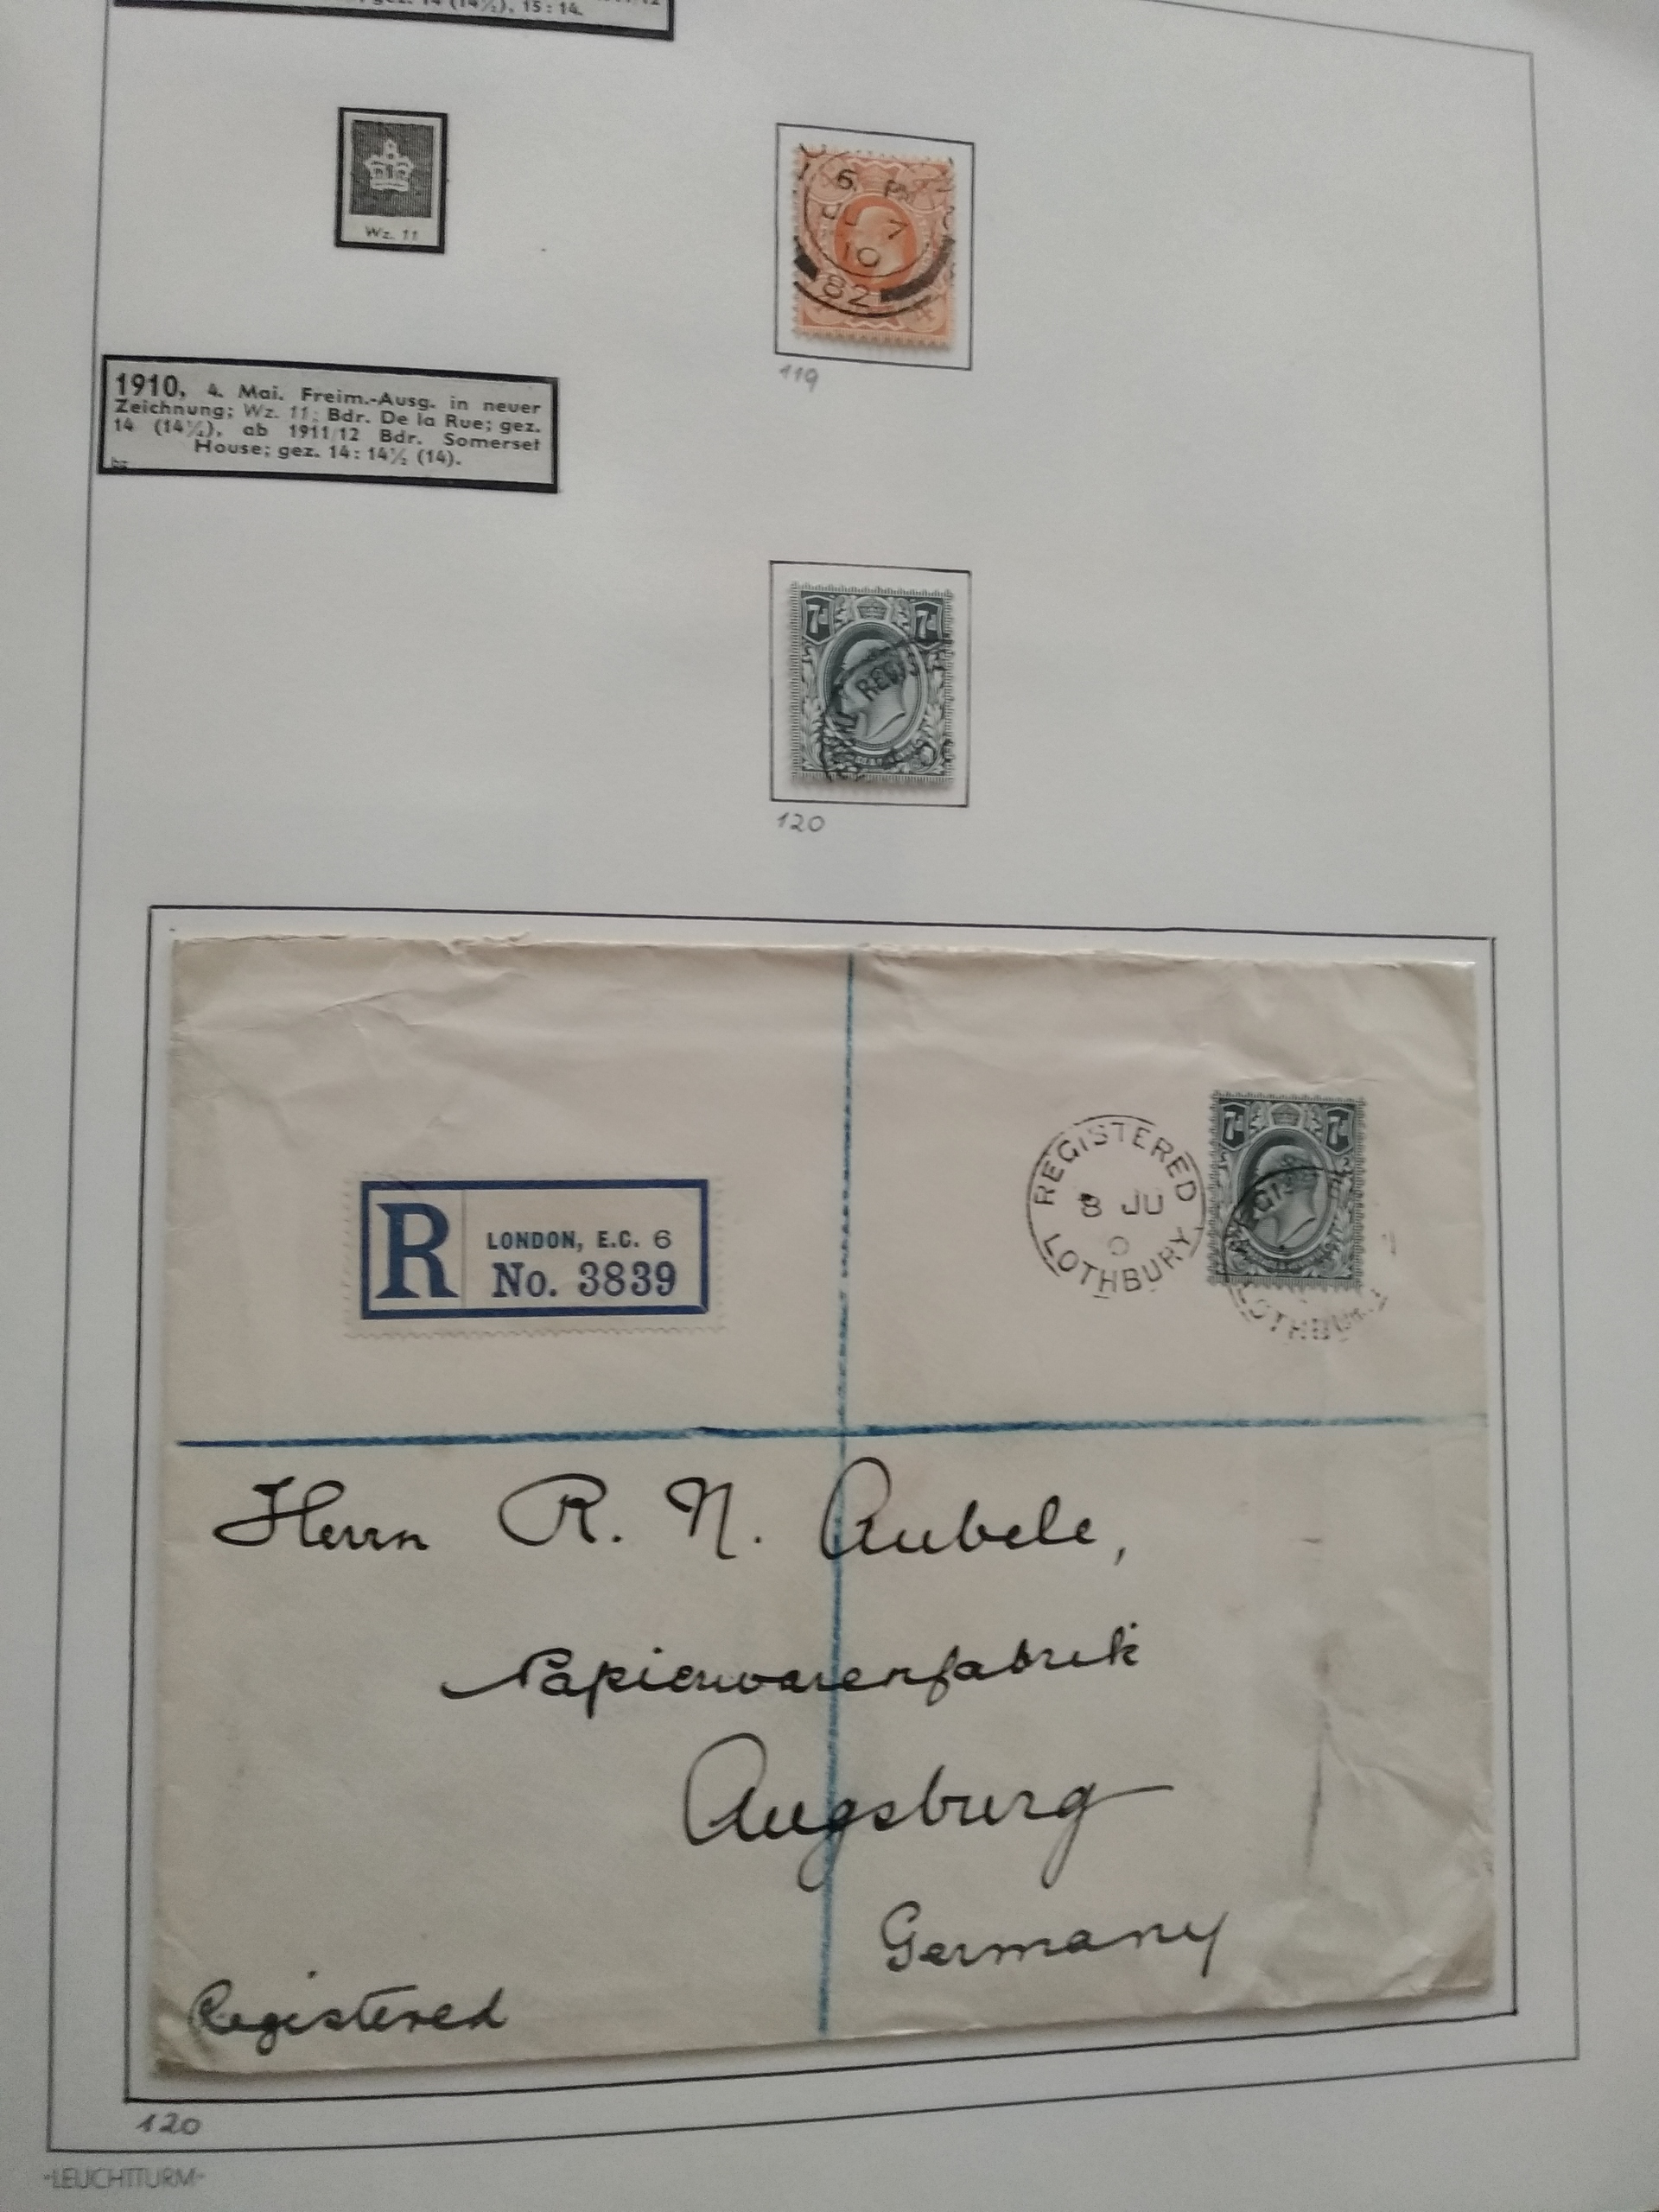 14 (14½), 15:14.
Wz. 11
6 PM
JU 7
10
82
119
1910, 4. Mai. Freim.-Ausg. in neuer
Zeichnung; Wz. 11; Bdr. De la Rue; gez.
14 (14½), ab 1911/12 Bdr. Somerset
House; gez. 14:14½ (14).
7d 7d
120
R
LONDON, E.C. 6
No. 3839
REGISTERED
8 JU
LOTHBURY
7d 7d
Herrn R. N. Aubele,
Papierwarenfabrik
Augsburg
Germany
Registered
120
LEUCHTTURM